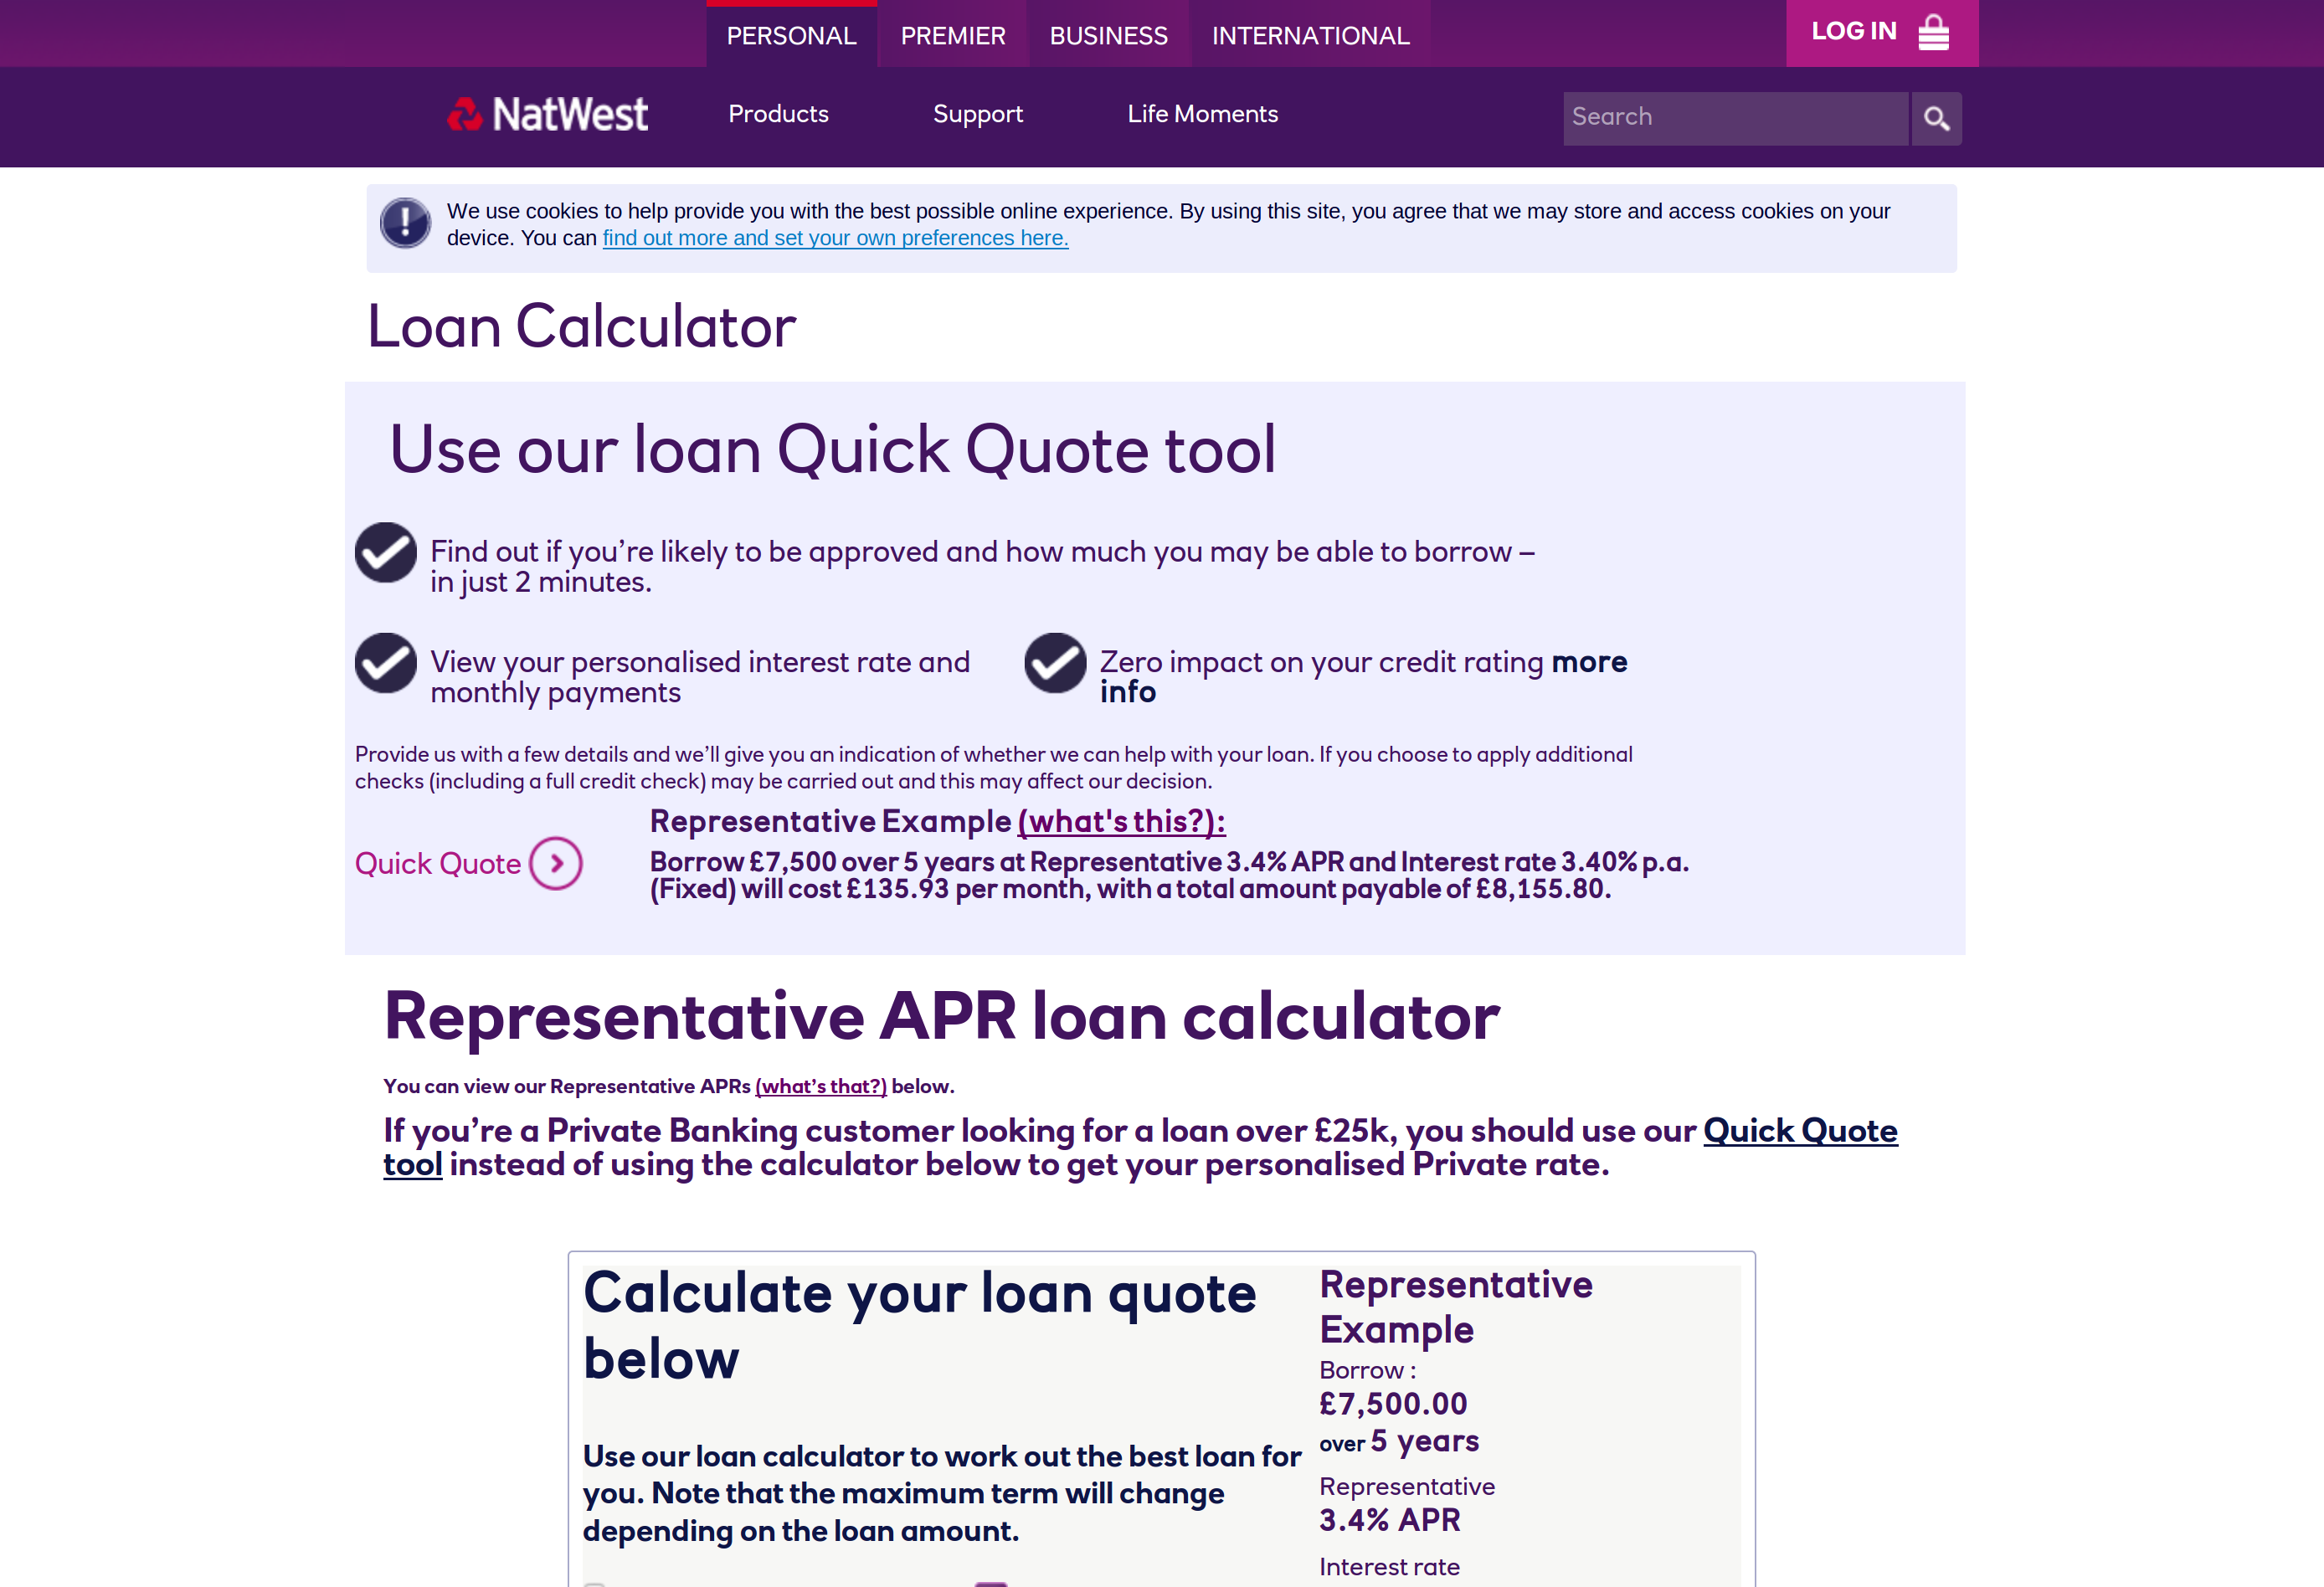 PERSONAL PREMIER BUSINESS INTERNATIONAL LOG IN
NatWest Products Support Life Moments Search
We use cookies to help provide you with the best possible online experience. By using this site, you agree that we may store and access cookies on your
device. You can find out more and set your own preferences here.
Loan Calculator
Use our loan Quick Quote tool
Find out if you’re likely to be approved and how much you may be able to borrow –
in just 2 minutes.
View your personalised interest rate and
monthly payments
Zero impact on your credit rating more
info
Provide us with a few details and we’ll give you an indication of whether we can help with your loan. If you choose to apply additional
checks (including a full credit check) may be carried out and this may affect our decision.
Quick Quote
Representative Example (what's this?):
Borrow £7,500 over 5 years at Representative 3.4% APR and Interest rate 3.40% p.a.
(Fixed) will cost £135.93 per month, with a total amount payable of £8,155.80.
Representative APR loan calculator
You can view our Representative APRs (what’s that?) below.
If you’re a Private Banking customer looking for a loan over £25k, you should use our Quick Quote
tool instead of using the calculator below to get your personalised Private rate.
Calculate your loan quote
below
Use our loan calculator to work out the best loan for
you. Note that the maximum term will change
depending on the loan amount.
Representative
Example
Borrow :
£7,500.00
over 5 years
Representative
3.4% APR
Interest rate